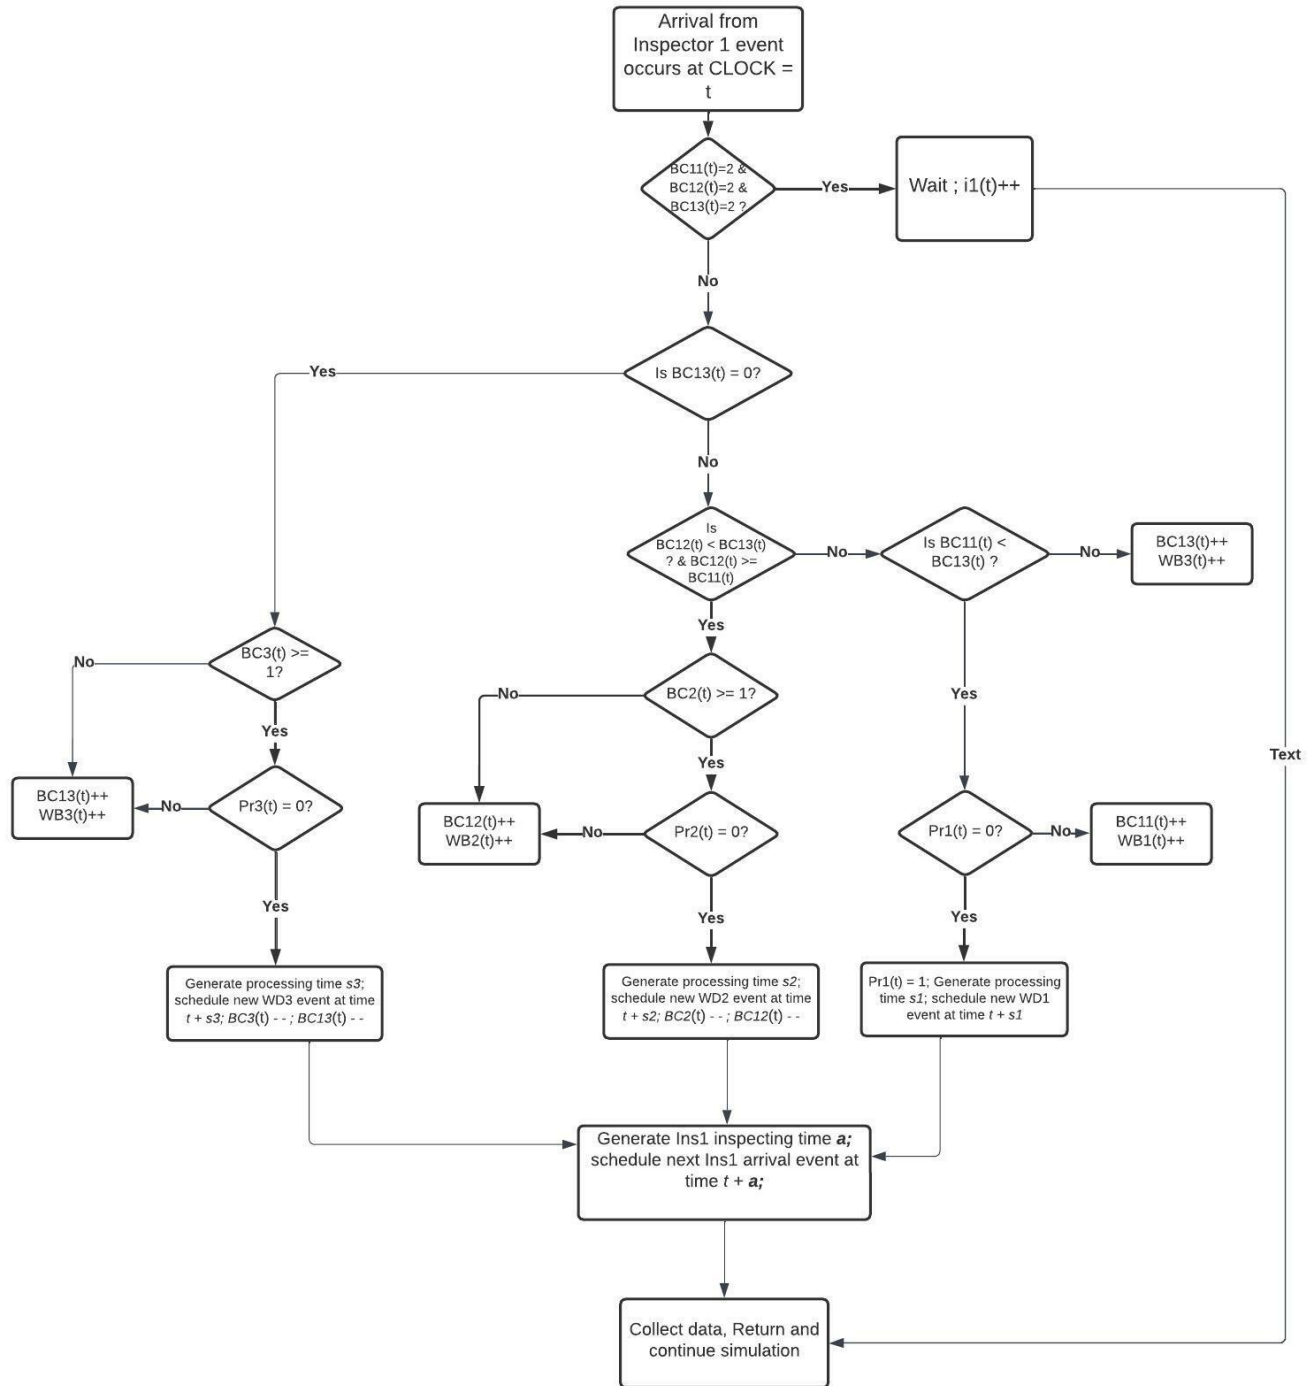 Arrival from
Inspector 1 event
occurs at CLOCK =
t
BC11(t)=2 &
BC12(t)=2 &
BC13(t)=2 ?
Yes
Wait ; i1(t)++
No
Is BC13(t) = 0?
Yes
No
Is
BC12(t) < BC13(t)
? & BC12(t) >=
BC11(t)
No
Is BC11(t) <
BC13(t) ?
No
BC13(t)++
WB3(t)++
Yes
BC3(t) >=
1?
No
BC2(t) >= 1?
No
Yes
Yes
Yes
Text
Pr3(t) = 0?
No
BC13(t)++
WB3(t)++
Pr2(t) = 0?
No
BC12(t)++
WB2(t)++
Pr1(t) = 0?
No
BC11(t)++
WB1(t)++
Yes
Yes
Yes
Generate processing time s3;
schedule new WD3 event at time
t + s3; BC3(t) - - ; BC13(t) - -
Generate processing time s2;
schedule new WD2 event at time
t + s2; BC2(t) - - ; BC12(t) - -
Pr1(t) = 1; Generate processing
time s1; schedule new WD1
event at time t + s1
Generate Ins1 inspecting time a;
schedule next Ins1 arrival event at
time t + a;
Collect data, Return and
continue simulation